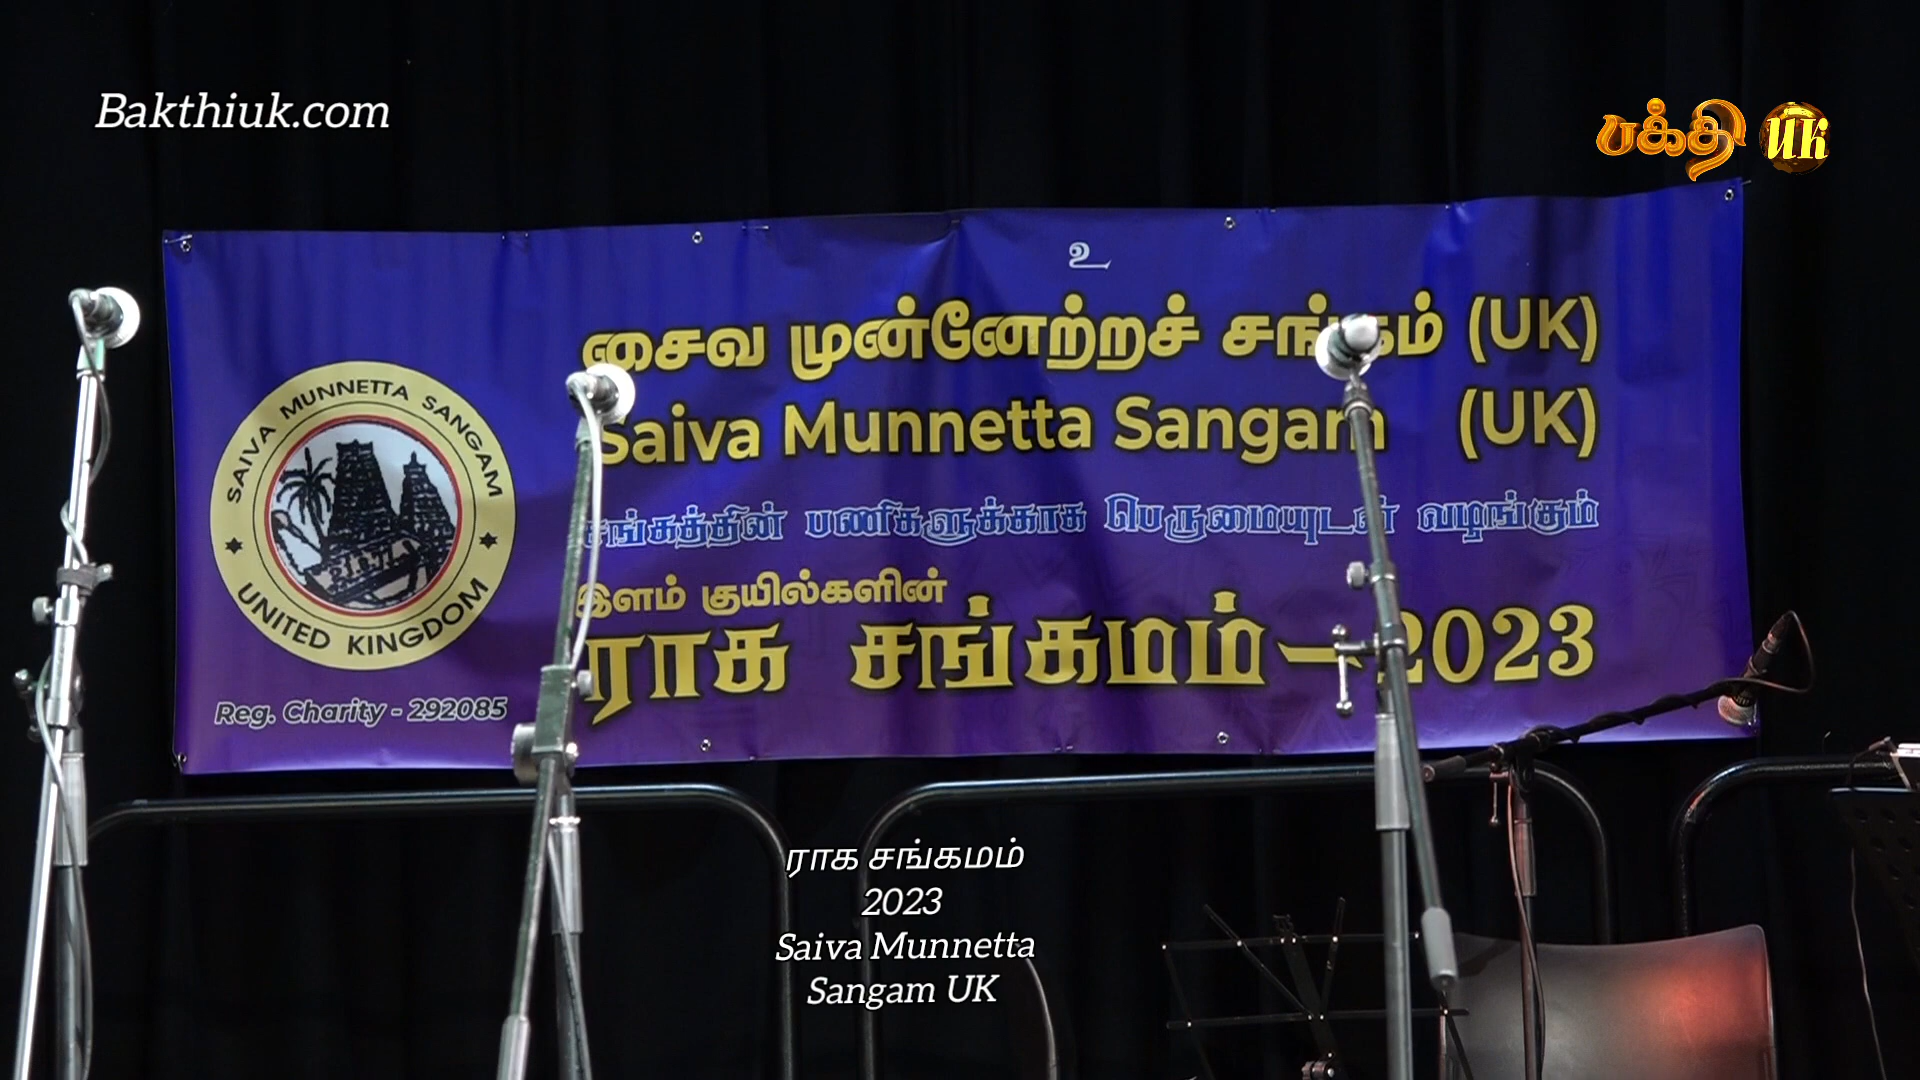 Bakthiuk.com
பக்தி UK
உ
சைவ முன்னேற்றச் சங்கம் (UK)
Saiva Munnetta Sangam (UK)
சங்கத்தின் பணிகளுக்காக பெருமையுடன் வழங்கும்
இளம் குயில்களின்
ராக சங்கமம் – 2023
SAIVA MUNNETTA SANGAM
UNITED KINGDOM
Reg. Charity - 292085
ராக சங்கமம்
2023
Saiva Munnetta
Sangam UK